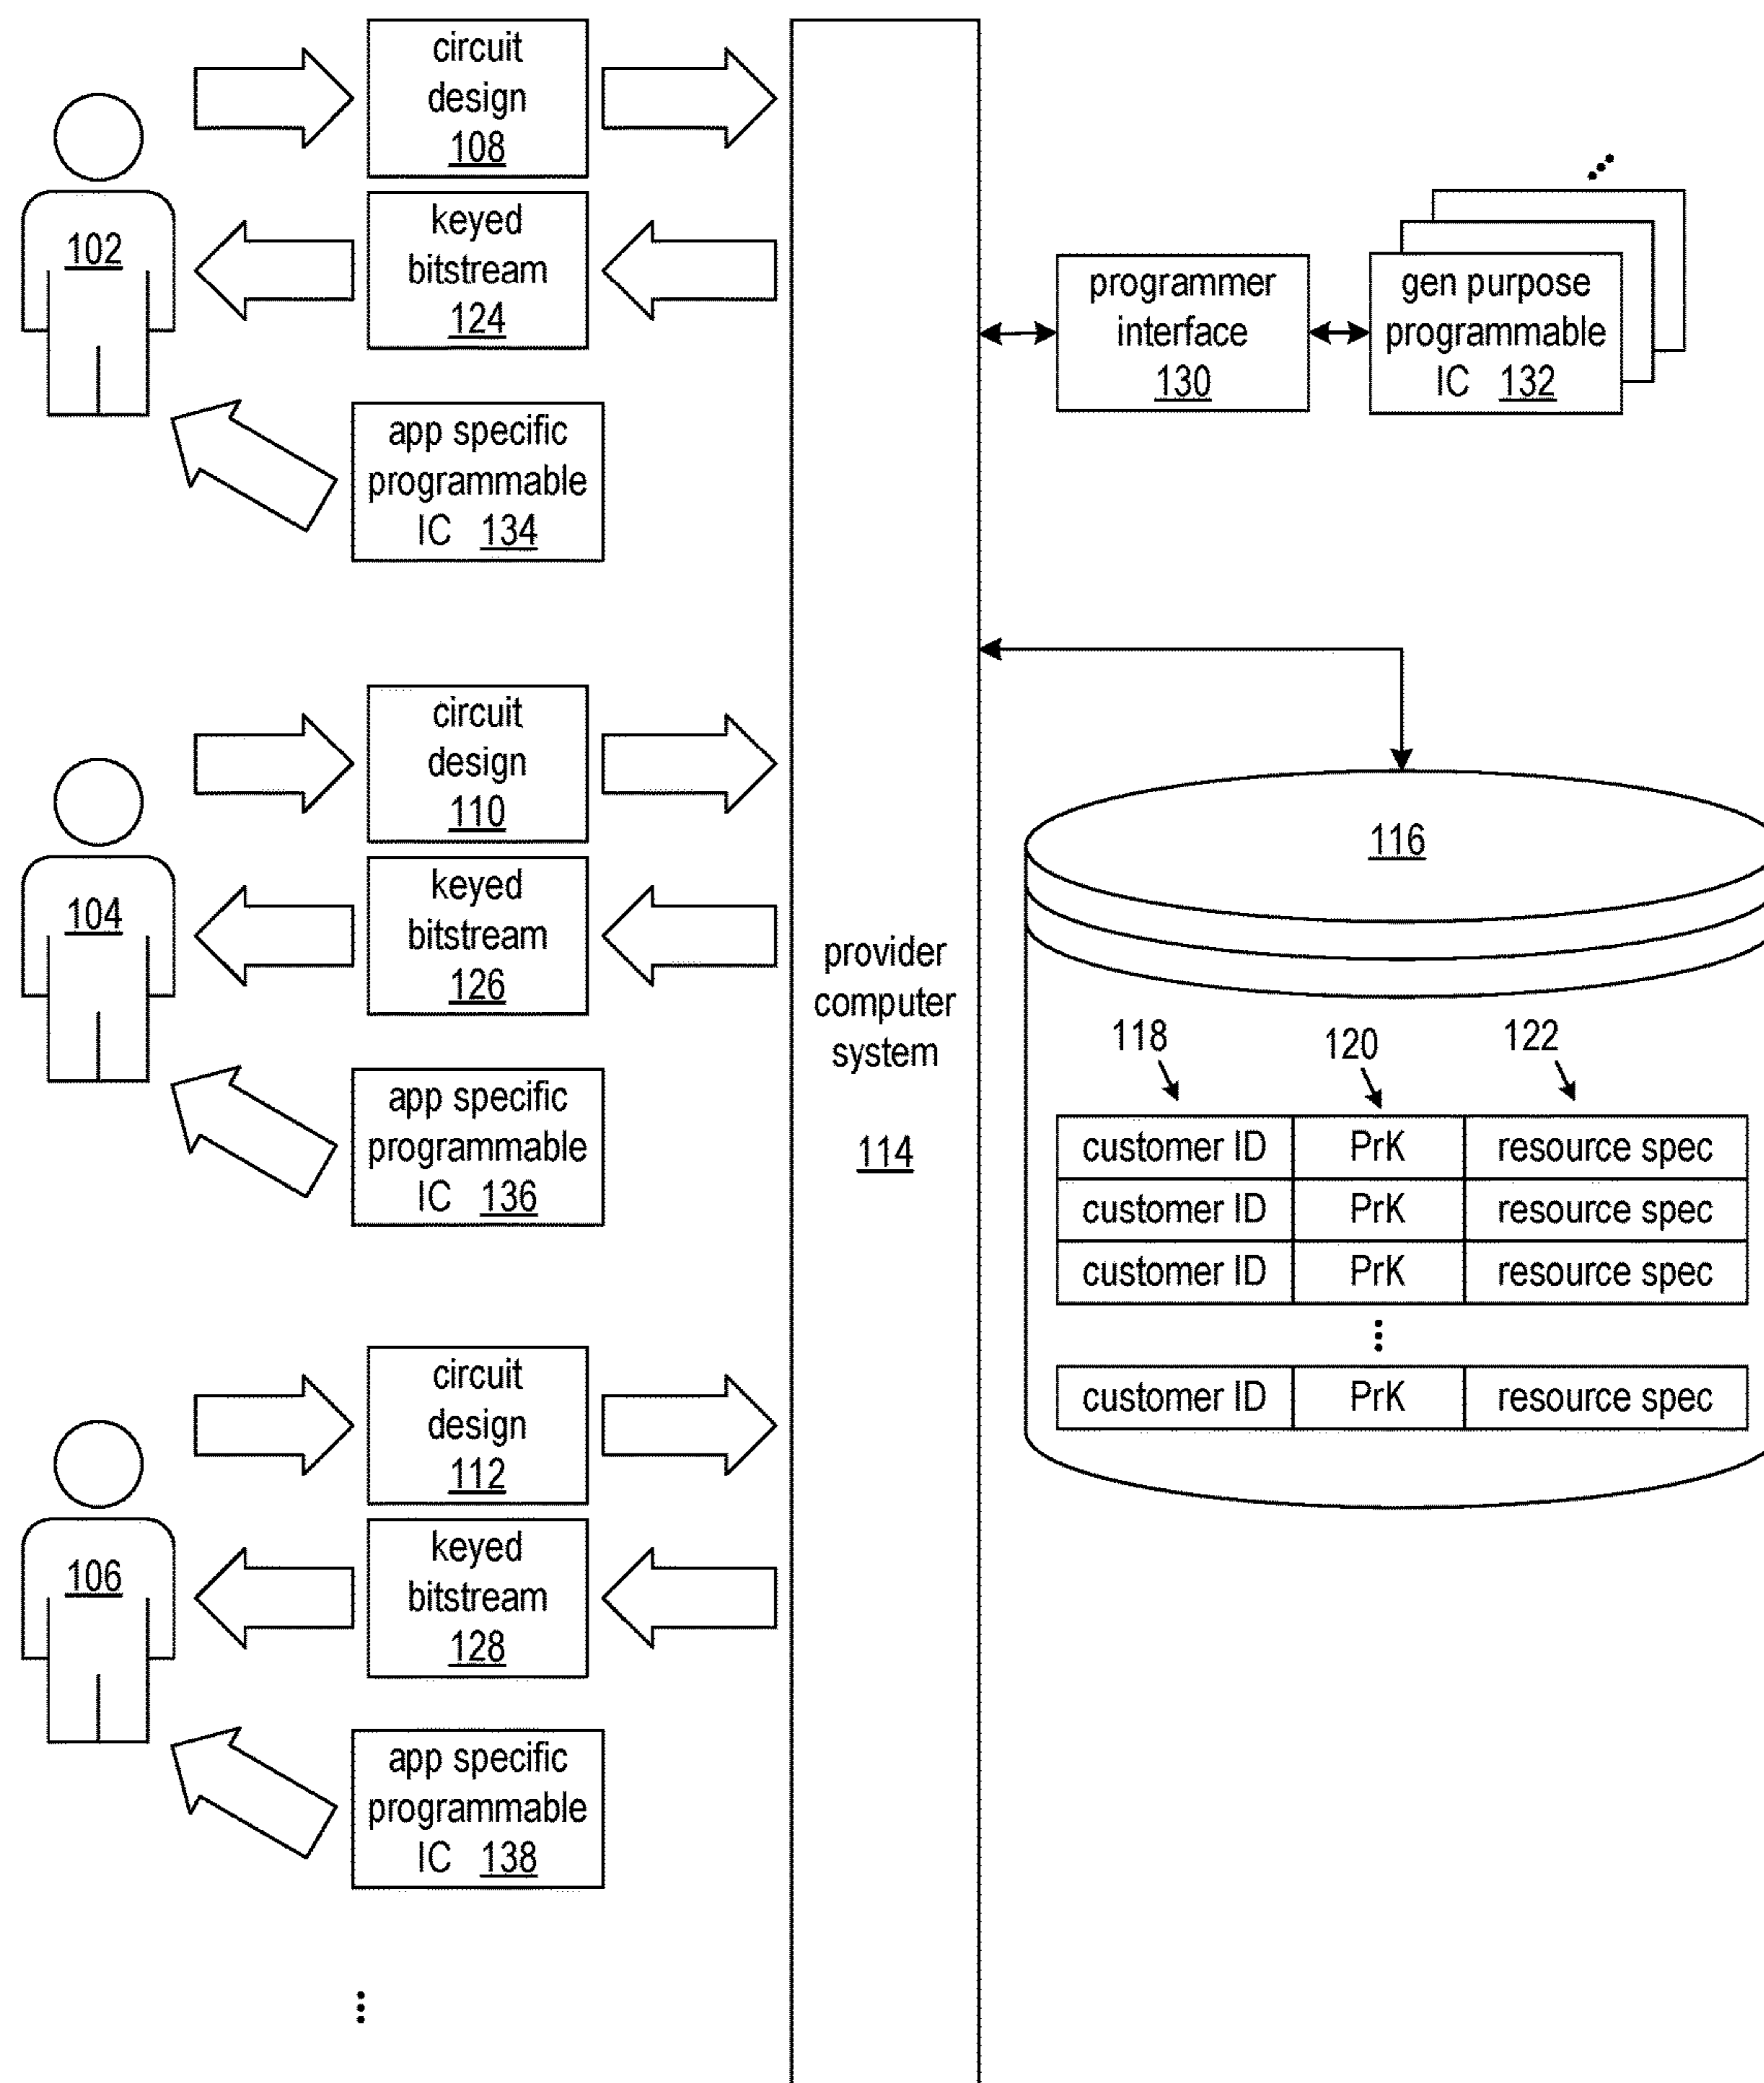 circuit
design
108
102
keyed
bitstream
124
app specific
programmable
IC 134
circuit
design
110
104
keyed
bitstream
126
app specific
programmable
IC 136
circuit
design
112
106
keyed
bitstream
128
app specific
programmable
IC 138
provider
computer
system
114
programmer
interface
130
gen purpose
programmable
IC 132
116
118 120 122
customer ID PrK resource spec
customer ID PrK resource spec
customer ID PrK resource spec
customer ID PrK resource spec